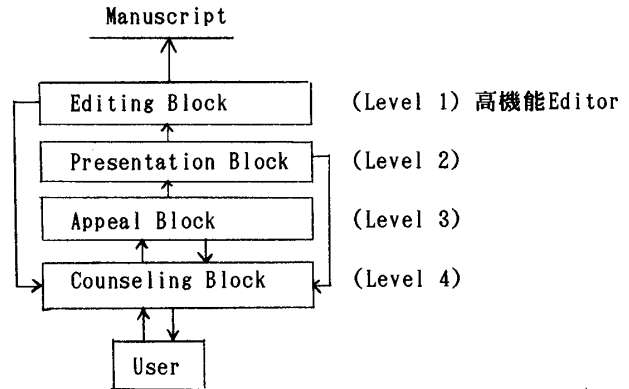 Manuscript
Editing Block (Level 1) 高機能Editor
Presentation Block (Level 2)
Appeal Block (Level 3)
Counseling Block (Level 4)
User